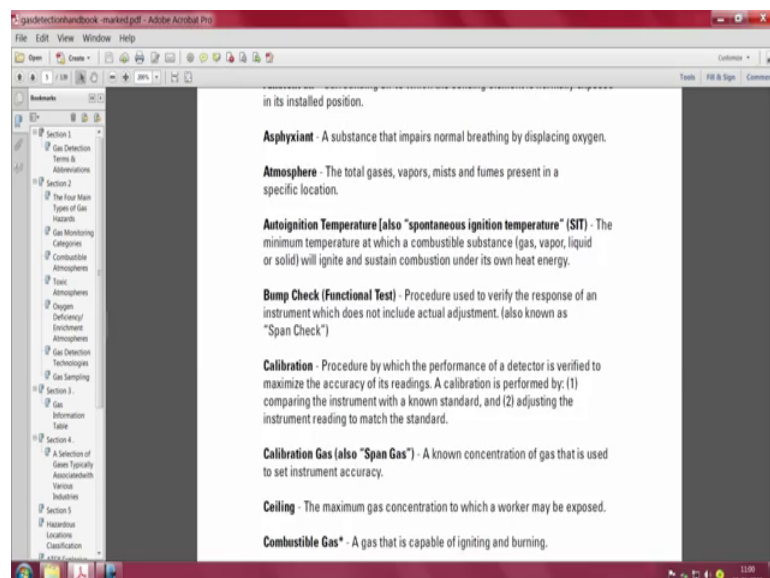 gasdetectionhandbook -marked.pdf - Adobe Acrobat Pro
File Edit View Window Help
Open Create
Customize
1 / 139
Tools Fill & Sign Comment
Bookmarks
Section 1
Gas Detection
Terms &
Abbreviations
Section 2
The Four Main
Types of Gas
Hazards
Gas Monitoring
Categories
Combustible
Atmospheres
Toxic
Atmospheres
Oxygen
Deficiency/
Enrichment
Atmospheres
Gas Detection
Technologies
Gas Sampling
Section 3 .
Gas
Information
Table
Section 4 .
A Selection of
Gases Typically
Associatedwith
Various
Industries
Section 5
Hazardous
Locations
Classification
in its installed position.
Asphyxiant - A substance that impairs normal breathing by displacing oxygen.
Atmosphere - The total gases, vapors, mists and fumes present in a
specific location.
Autoignition Temperature [also "spontaneous ignition temperature" (SIT) - The
minimum temperature at which a combustible substance (gas, vapor, liquid
or solid) will ignite and sustain combustion under its own heat energy.
Bump Check (Functional Test) - Procedure used to verify the response of an
instrument which does not include actual adjustment. (also known as
"Span Check")
Calibration - Procedure by which the performance of a detector is verified to
maximize the accuracy of its readings. A calibration is performed by: (1)
comparing the instrument with a known standard, and (2) adjusting the
instrument reading to match the standard.
Calibration Gas (also "Span Gas") - A known concentration of gas that is used
to set instrument accuracy.
Ceiling - The maximum gas concentration to which a worker may be exposed.
Combustible Gas* - A gas that is capable of igniting and burning.
11:00